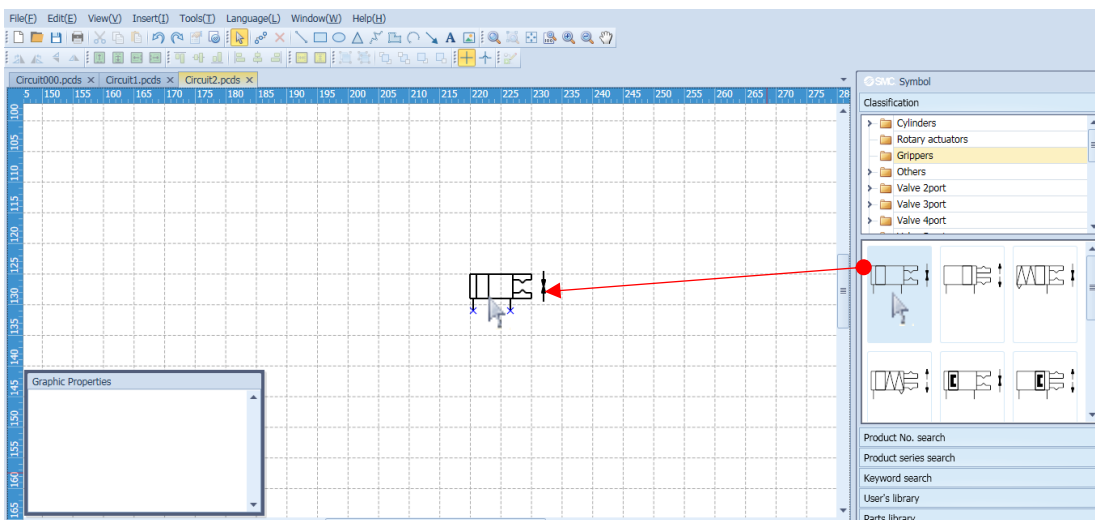 File(F) Edit(E) View(V) Insert(I) Tools(T) Language(L) Window(W) Help(H)
A
Circuit000.pcds × Circuit1.pcds × Circuit2.pcds ×
5 150 155 160 165 170 175 180 185 190 195 200 205 210 215 220 225 230 235 240 245 250 255 260 265 270 275 28
100
105
110
115
120
125
130
135
140
145
150
155
160
165
Graphic Properties
SMC Symbol
Classification
Cylinders
Rotary actuators
Grippers
Others
Valve 2port
Valve 3port
Valve 4port
Product No. search
Product series search
Keyword search
User's library
Parts library